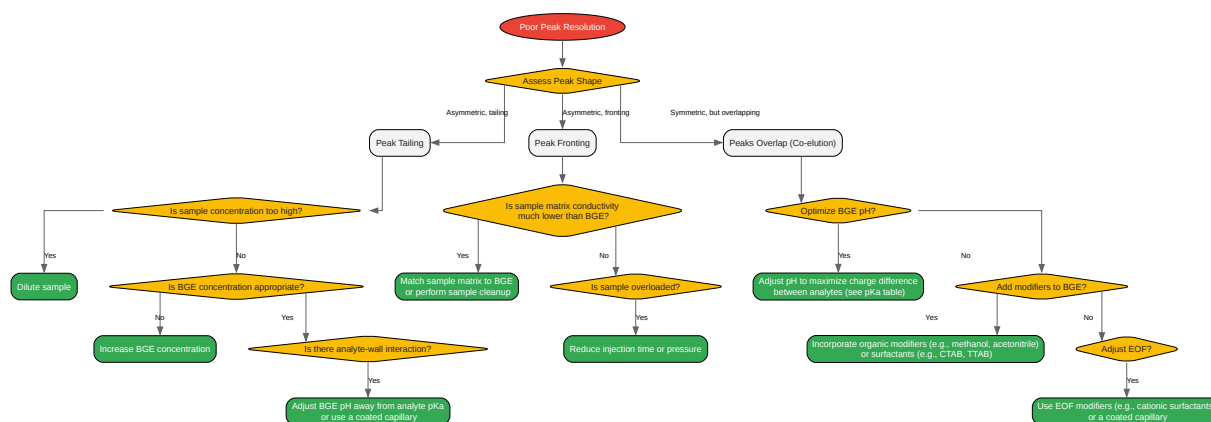 Poor Peak Resolution
Assess Peak Shape
Asymmetric, tailing
Asymmetric, fronting
Symmetric, but overlapping
Peak Tailing
Peak Fronting
Peaks Overlap (Co-elution)
Is sample concentration too high?
Is sample matrix conductivity
much lower than BGE?
Optimize BGE pH?
Yes
No
Yes
No
Yes
No
Dilute sample
Is BGE concentration appropriate?
Match sample matrix to BGE
or perform sample cleanup
Is sample overloaded?
Adjust pH to maximize charge difference
between analytes (see pKa table)
Add modifiers to BGE?
No
Yes
Yes
Yes
No
Increase BGE concentration
Is there analyte-wall interaction?
Reduce injection time or pressure
Incorporate organic modifiers (e.g., methanol, acetonitrile)
or surfactants (e.g., CTAB, TTAB)
Adjust EOF?
Yes
Yes
Adjust BGE pH away from analyte pKa
or use a coated capillary
Use EOF modifiers (e.g., cationic surfactants
or a coated capillary